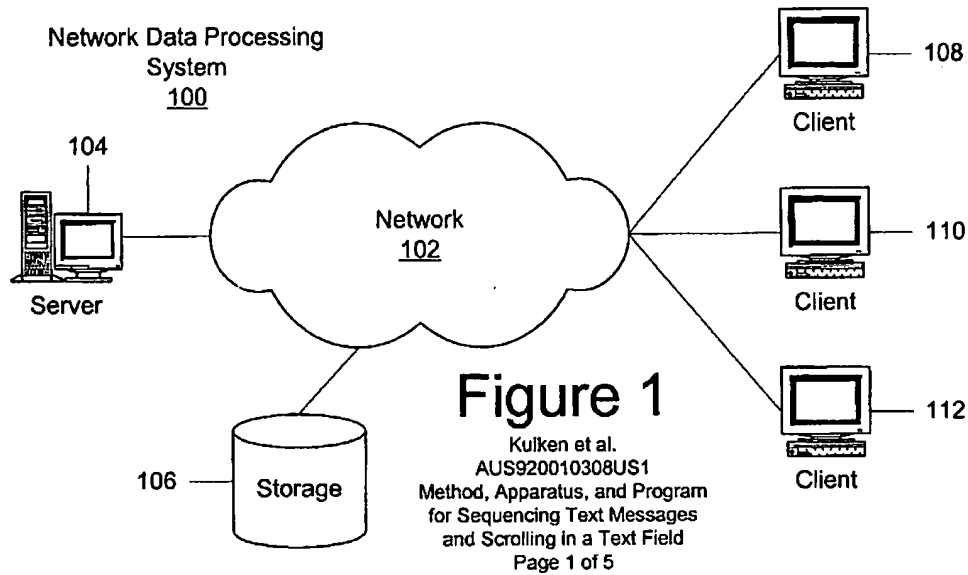 Network Data Processing
System
100
104
Server
Network
102
108
Client
110
Client
112
Client
106
Storage
Figure 1
Kuiken et al.
AUS920010308US1
Method, Apparatus, and Program
for Sequencing Text Messages
and Scrolling in a Text Field
Page 1 of 5